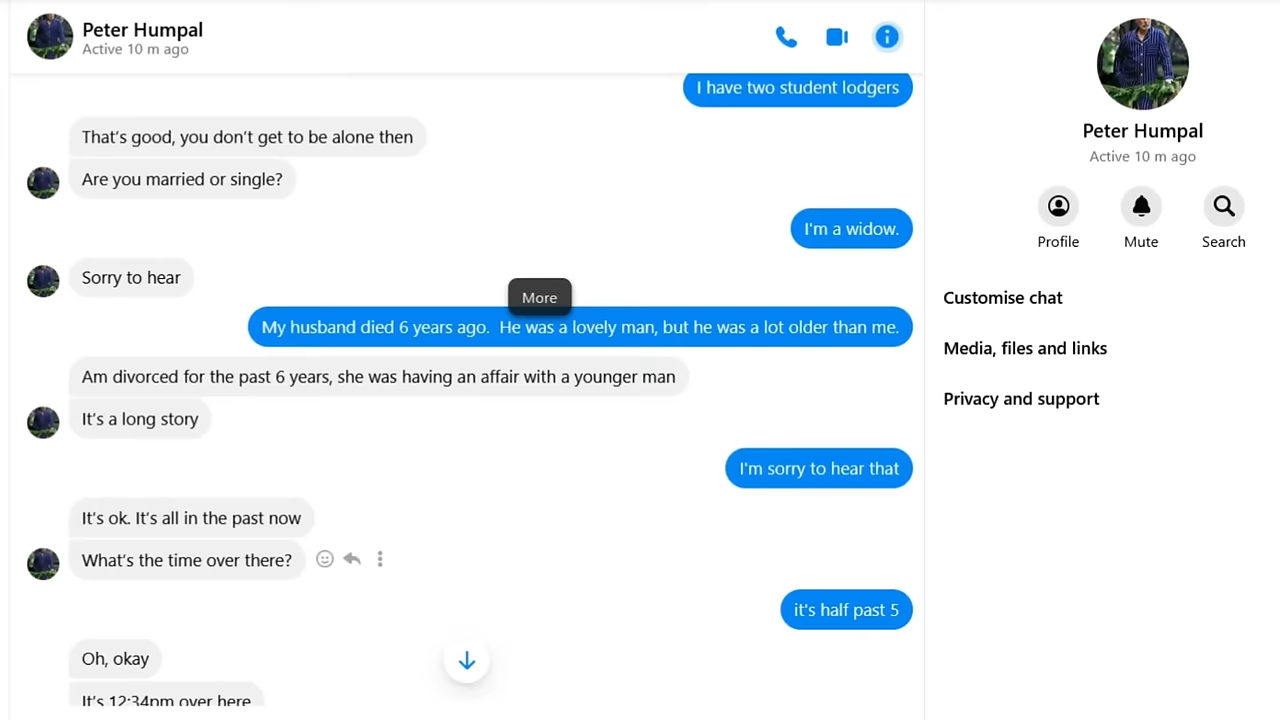 Peter Humpal
Active 10 m ago
I have two student lodgers
That's good, you don't get to be alone then
Are you married or single?
I'm a widow.
Sorry to hear
More
My husband died 6 years ago.  He was a lovely man, but he was a lot older than me.
Am divorced for the past 6 years, she was having an affair with a younger man
It's a long story
I'm sorry to hear that
It's ok. It's all in the past now
What's the time over there?
it's half past 5
Oh, okay
It's 12:34pm over here
Peter Humpal
Active 10 m ago
Profile
Mute
Search
Customise chat
Media, files and links
Privacy and support